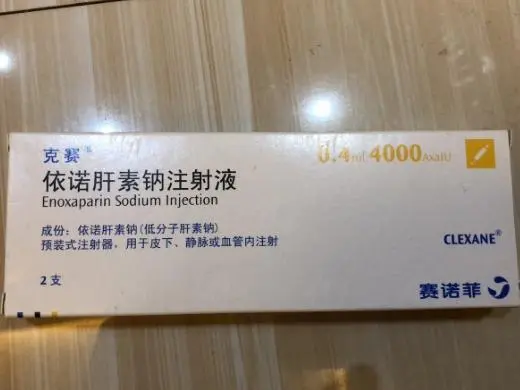 克赛®
0.4ml 4000AxaIU
依诺肝素钠注射液
Enoxaparin Sodium Injection
成份：依诺肝素钠(低分子肝素钠)
预装式注射器，用于皮下、静脉或血管内注射
CLEXANE®
2支
赛诺菲